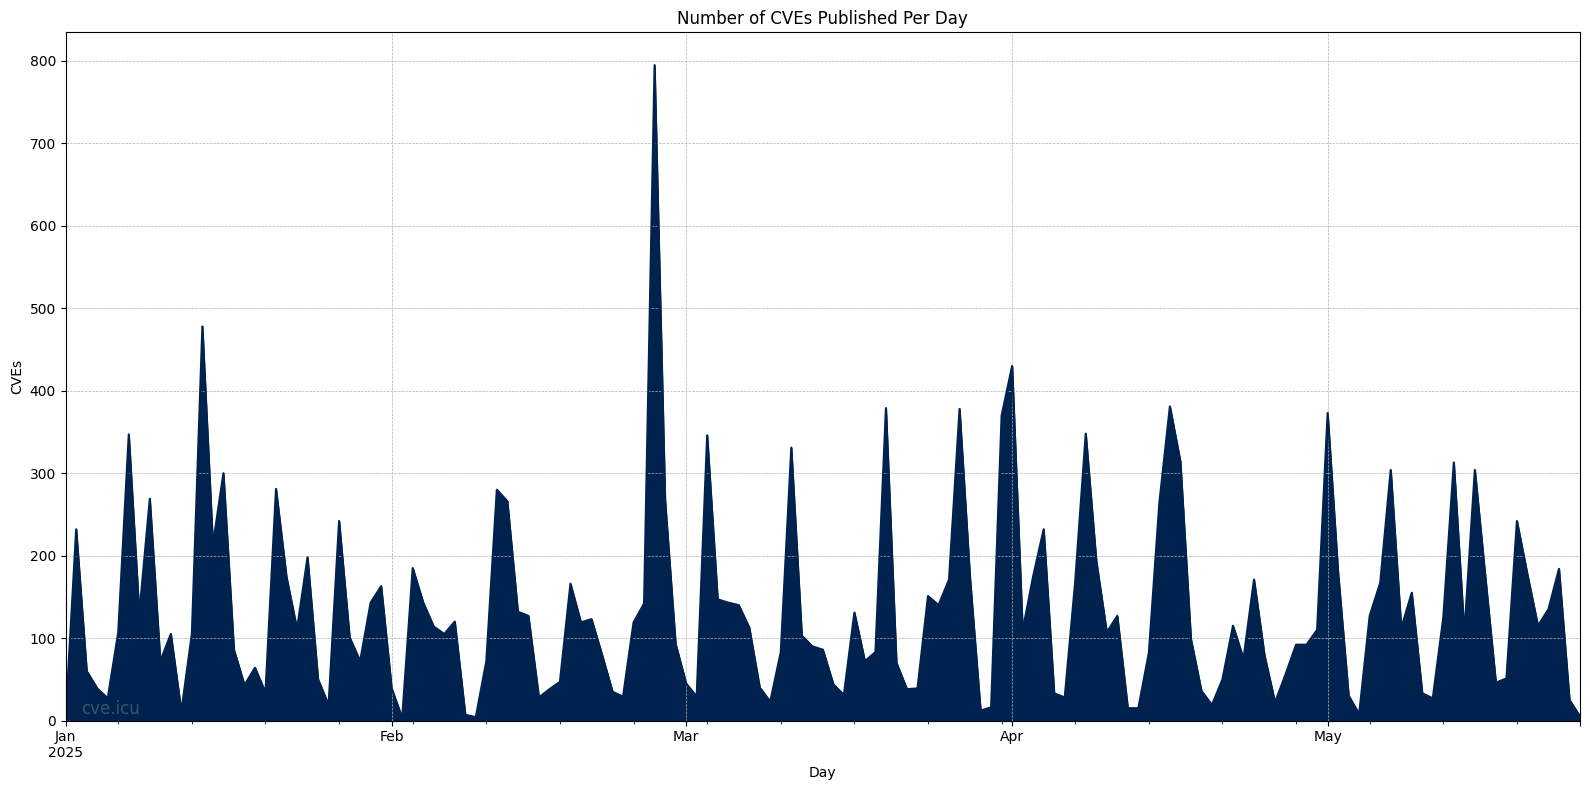 Number of CVEs Published Per Day
800
700
600
500
400
300
200
100
0
CVEs
cve.icu
Jan
2025
Feb
Mar
Apr
May
Day